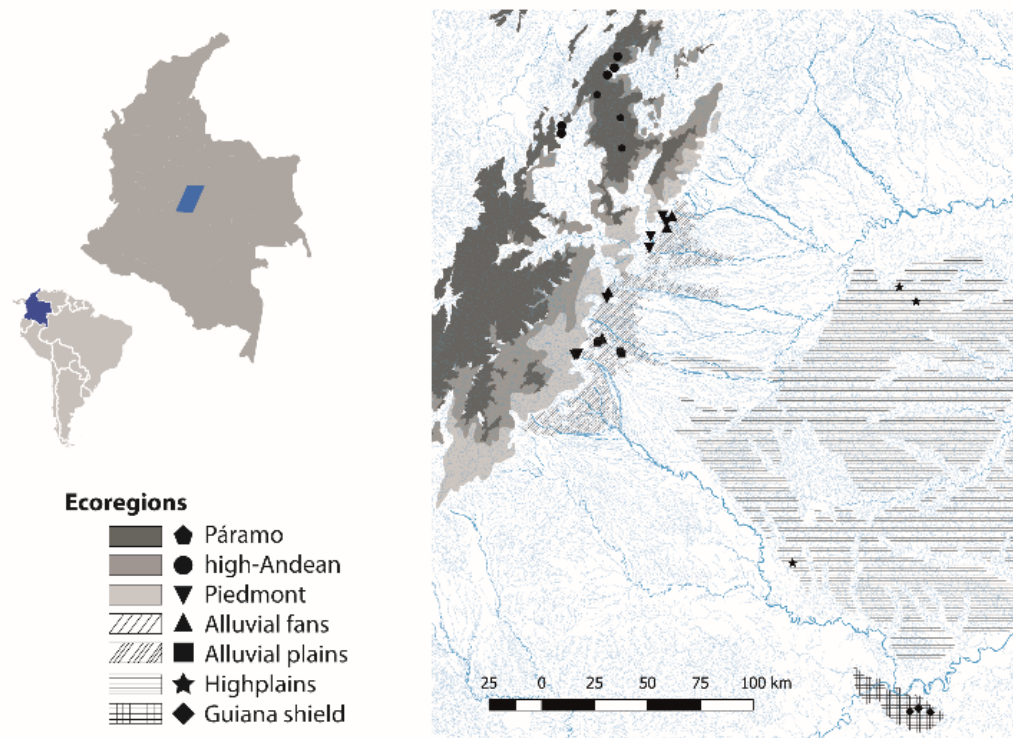 Ecoregions
Páramo
high-Andean
Piedmont
Alluvial fans
Alluvial plains
Highplains
Guiana shield
25 0 25 50 75 100 km